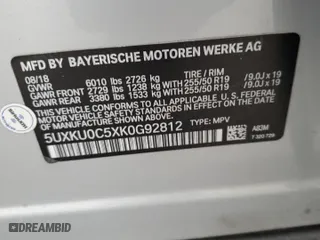 MFD BY BAYERISCHE MOTOREN WERKE AG
08/18
GVWR 6010 lbs 2726 kg TIRE / RIM
GAWR FRONT 2729 lbs 1238 kg WITH 255/50 R19 /9.0J x 19
GAWR REAR 3380 lbs 1533 kg WITH 255/50 R19 /9.0J x 19
THIS VEHICLE CONFORMS TO ALL APPLICABLE U.S. FEDERAL
MOTOR VEHICLE SAFETY STANDARDS IN EFFECT ON THE
DATE OF MANUFACTURE SHOWN ABOVE.
5UXKU0C5XK0G92812 TYPE: MPV
A83M